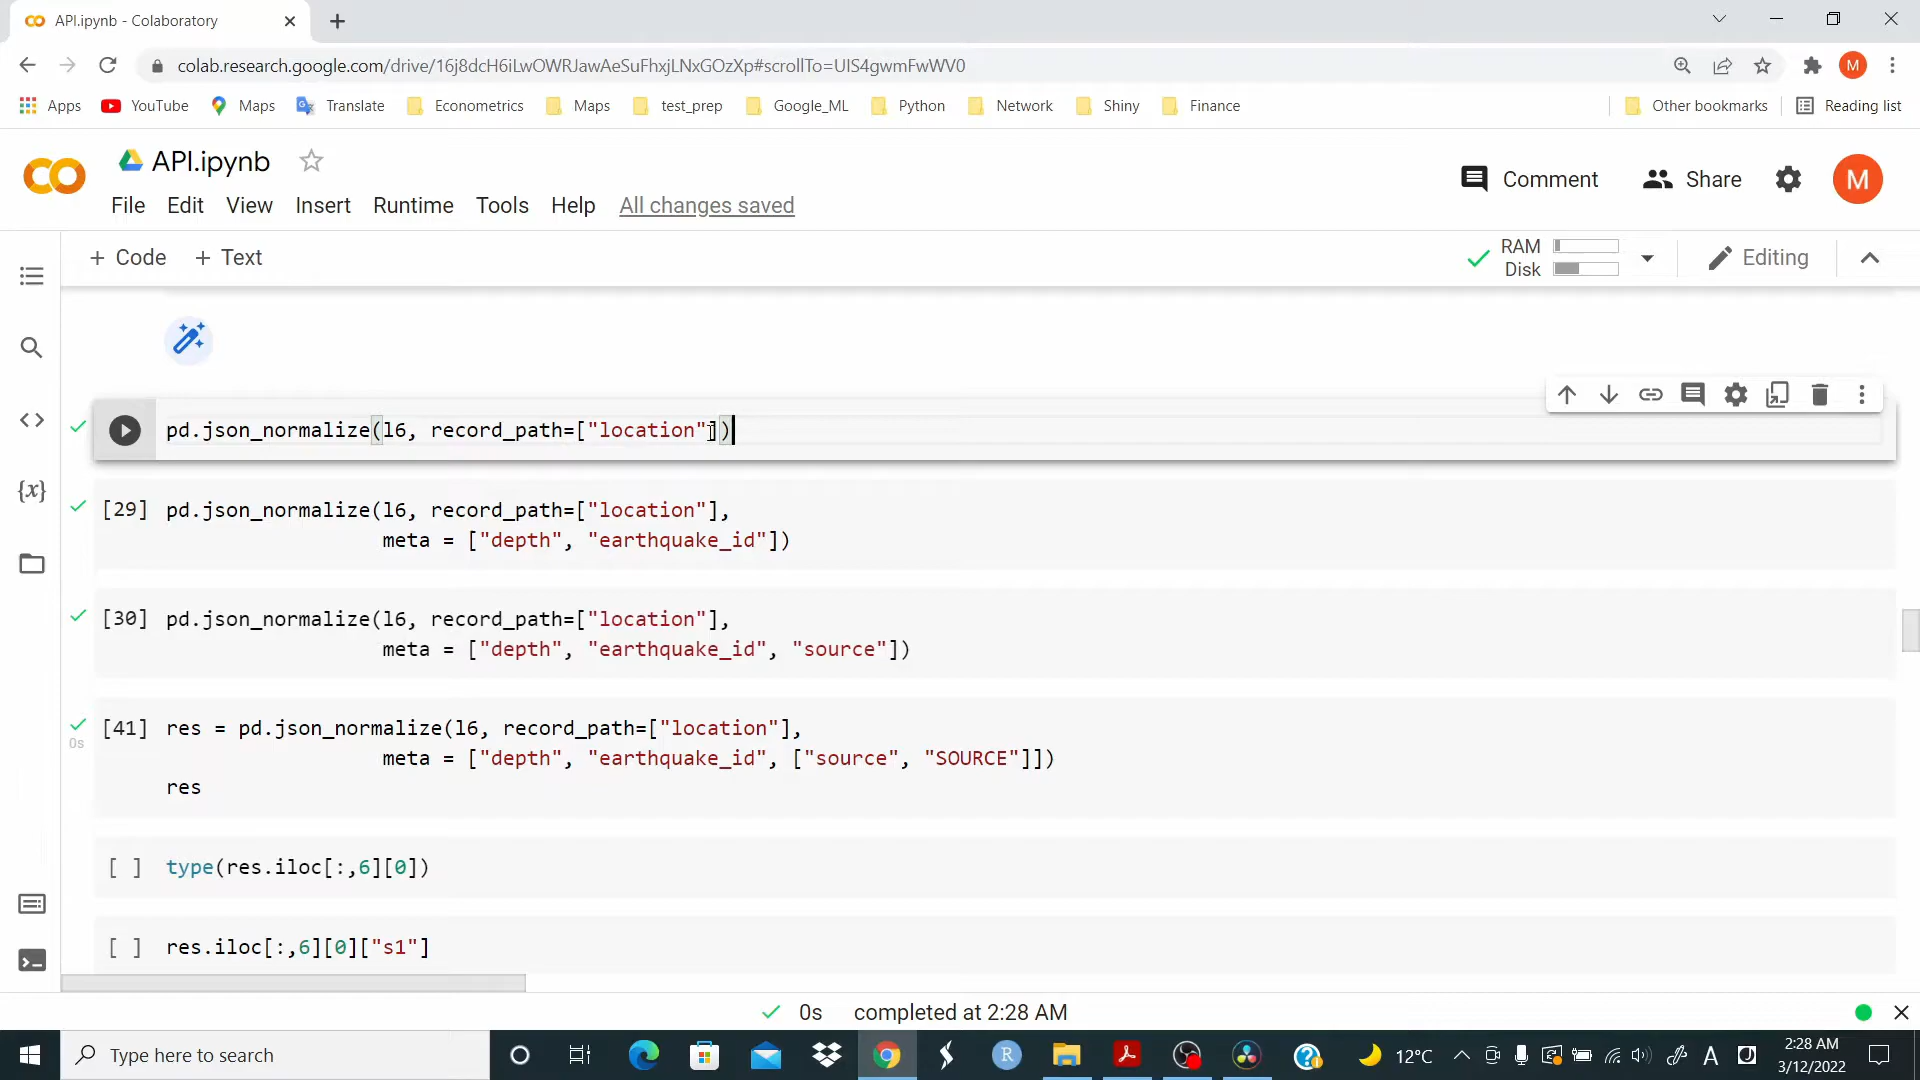 API.ipynb - Colaboratory
colab.research.google.com/drive/16j8dcH6iLwOWRJawAeSuFhxjLNxGOzXp#scrollTo=UIS4gwmFwWV0
M
Apps YouTube Maps Translate Econometrics Maps test_prep Google_ML Python Network Shiny Finance Other bookmarks Reading list
API.ipynb
Comment Share M
File Edit View Insert Runtime Tools Help All changes saved
+ Code + Text
RAM
Disk
Editing
pd.json_normalize(l6, record_path=["location"])
[29] pd.json_normalize(l6, record_path=["location"],
meta = ["depth", "earthquake_id"])
[30] pd.json_normalize(l6, record_path=["location"],
meta = ["depth", "earthquake_id", "source"])
[41] res = pd.json_normalize(l6, record_path=["location"],
0s
meta = ["depth", "earthquake_id", ["source", "SOURCE"]])
res
[ ] type(res.iloc[:,6][0])
[ ] res.iloc[:,6][0]["s1"]
0s completed at 2:28 AM
Type here to search
R
12°C
A
2:28 AM
3/12/2022